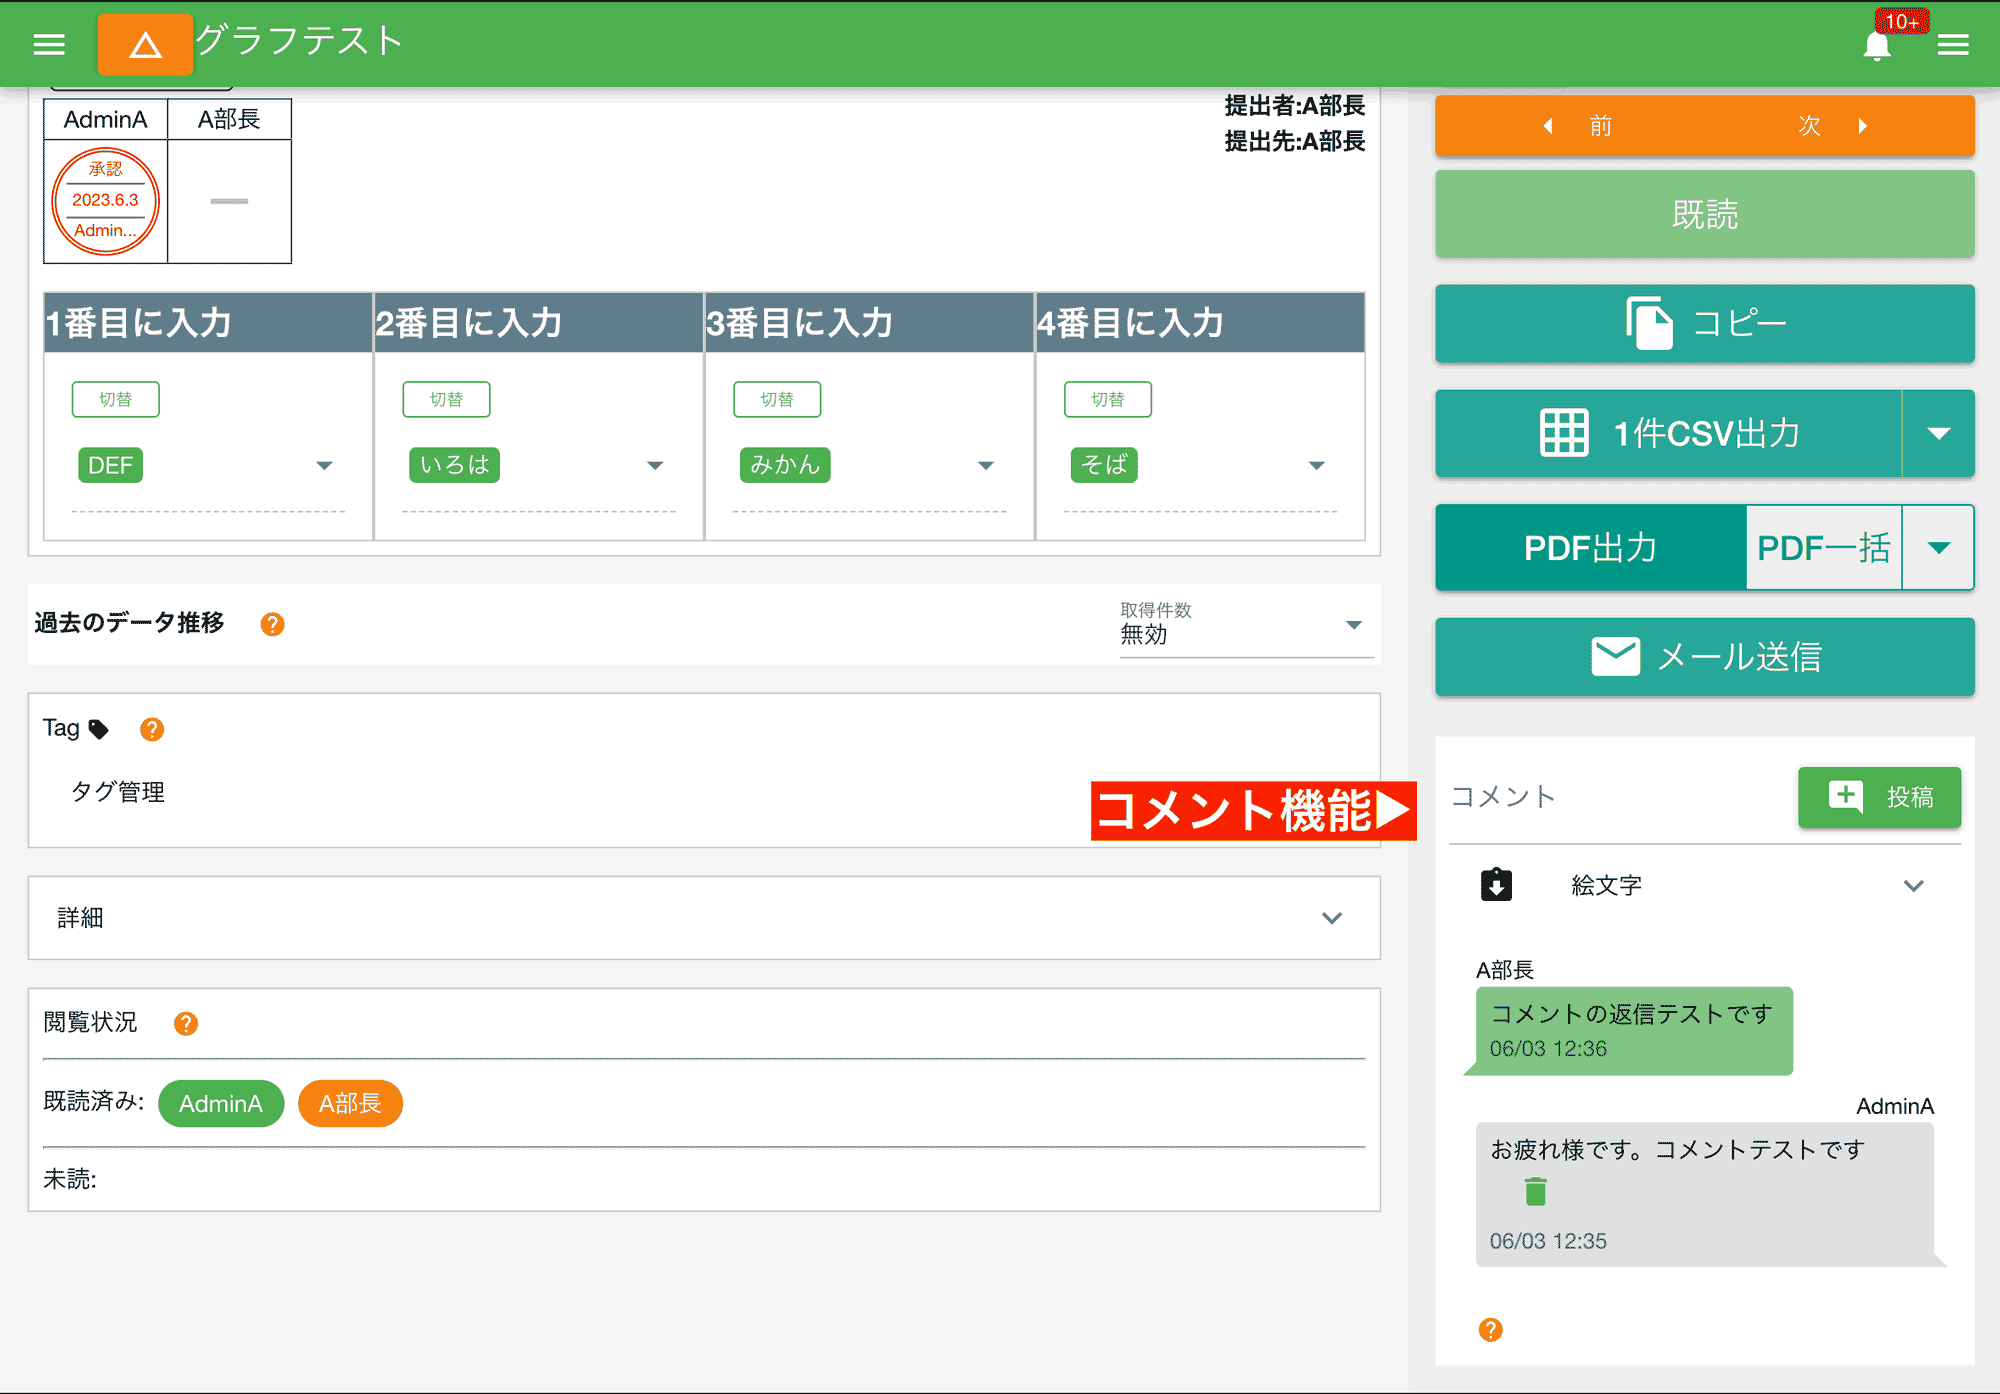 グラフテスト
10+
AdminA
A部長
承認
2023.6.3
Admin...
提出者:A部長
提出先:A部長
1番目に入力
2番目に入力
3番目に入力
4番目に入力
切替
切替
切替
切替
DEF
いろは
みかん
そば
過去のデータ推移
?
取得件数
無効
Tag
?
タグ管理
詳細
閲覧状況
?
既読済み:
AdminA
A部長
未読:
コメント機能▶
前
次
既読
コピー
1件CSV出力
PDF出力
PDF一括
メール送信
コメント
投稿
絵文字
A部長
コメントの返信テストです
06/03 12:36
AdminA
お疲れ様です。コメントテストです
06/03 12:35
?